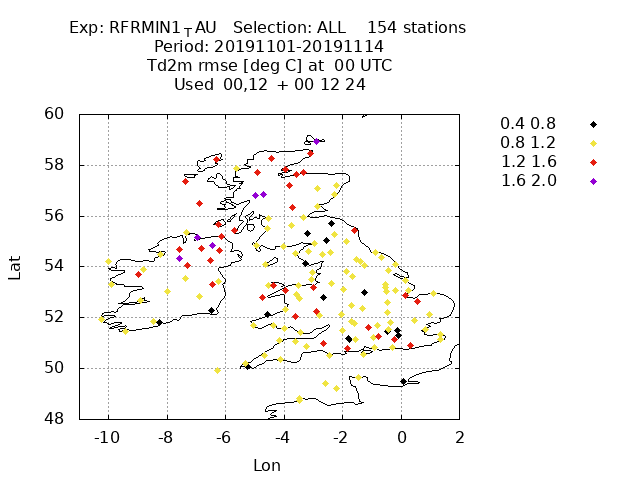 Exp: RFRMIN1_TAU Selection: ALL 154 stations
Period: 20191101-20191114
Td2m rmse [deg C] at 00 UTC
Used 00,12 + 00 12 24
0.4 0.8
0.8 1.2
1.2 1.6
1.6 2.0
60
58
56
54
52
50
48
Lat
-10 -8 -6 -4 -2 0 2
Lon